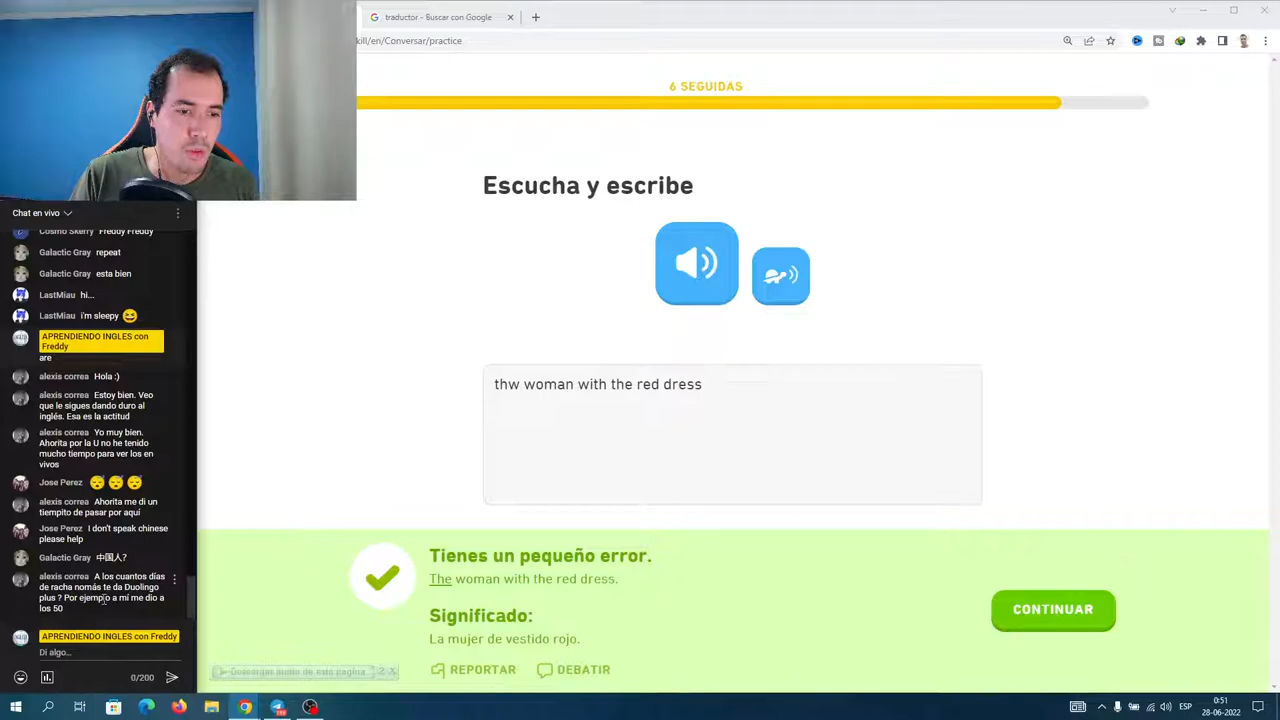 traductor - Buscar con Google
kill/en/Conversar/practice
6 SEGUIDAS
Escucha y escribe
thw woman with the red dress
Tienes un pequeño error.
The woman with the red dress.
Significado:
La mujer de vestido rojo.
REPORTAR
DEBATIR
CONTINUAR
Descargar audio de esta página
? X
Chat en vivo
Cosmo Skerry Freddy Freddy
Galactic Gray repeat
Galactic Gray esta bien
LastMiau hi...
LastMiau i'm sleepy 😆
APRENDIENDO INGLES con
Freddy
are
alexis correa Hola :)
alexis correa Estoy bien. Veo
que le sigues dando duro al
inglés. Esa es la actitud
alexis correa Yo muy bien.
Ahorita por la U no he tenido
mucho tiempo para ver los en
vivos
Jose Perez 😴 😴 😴
alexis correa Ahorita me di un
tiempito de pasar por aquí
Jose Perez I don't speak chinese
please help
Galactic Gray 中国人?
alexis correa A los cuantos días
de racha nomás te da Duolingo
plus ? Por ejemplo a mí me dio a
los 50
APRENDIENDO INGLES con Freddy
Di algo...
0/200
ESP
0:51
28-06-2022